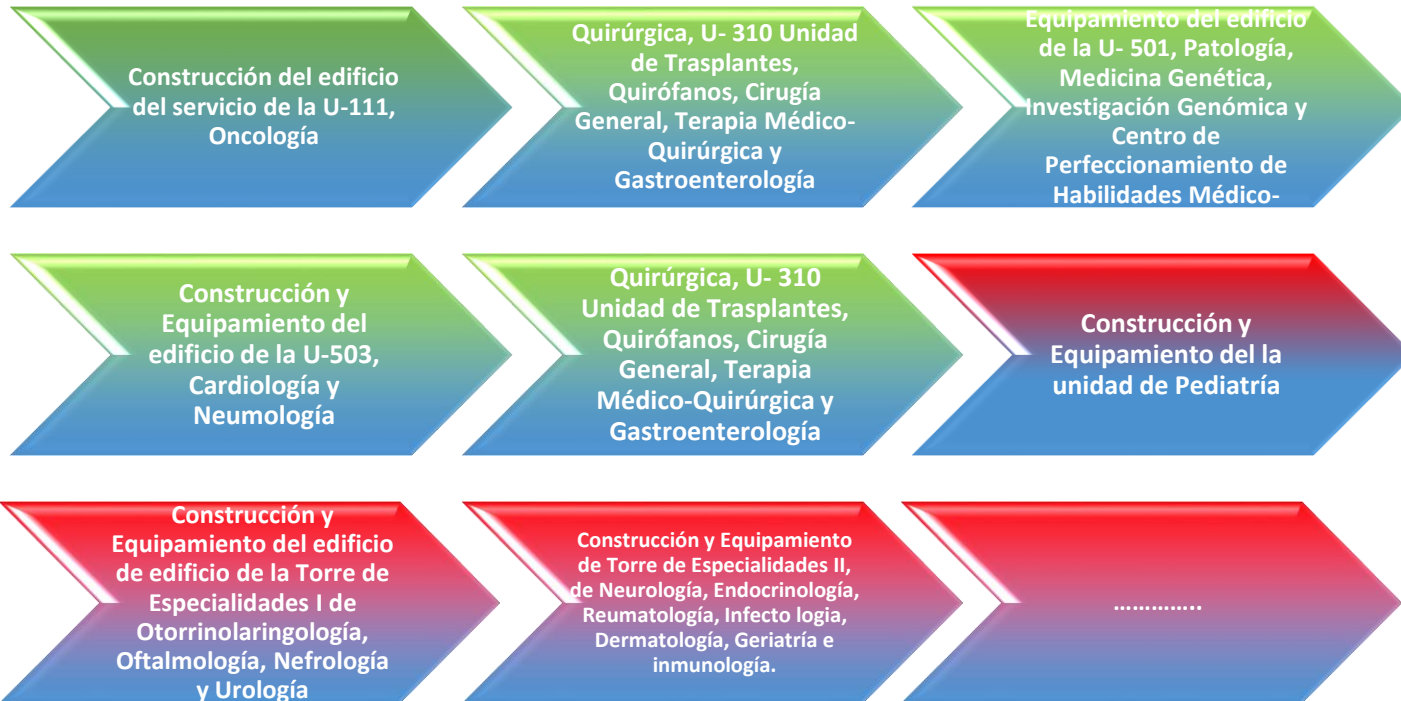 Construcción del edificio
del servicio de la U-111,
Oncología
Quirúrgica, U- 310 Unidad
de Trasplantes,
Quirófanos, Cirugía
General, Terapia Médico-
Quirúrgica y
Gastroenterología
Equipamiento del edificio
de la U- 501, Patología,
Medicina Genética,
Investigación Genómica y
Centro de
Perfeccionamiento de
Habilidades Médico-
Construcción y
Equipamiento del
edificio de la U-503,
Cardiología y
Neumología
Quirúrgica, U- 310
Unidad de Trasplantes,
Quirófanos, Cirugía
General, Terapia
Médico-Quirúrgica y
Gastroenterología
Construcción y
Equipamiento del la
unidad de Pediatría
Construcción y
Equipamiento del edificio
de edificio de la Torre de
Especialidades I de
Otorrinolaringología,
Oftalmología, Nefrología
y Urología
Construcción y Equipamiento
de Torre de Especialidades II,
de Neurología, Endocrinología,
Reumatología, Infecto logia,
Dermatología, Geriatría e
inmunología.
…………..